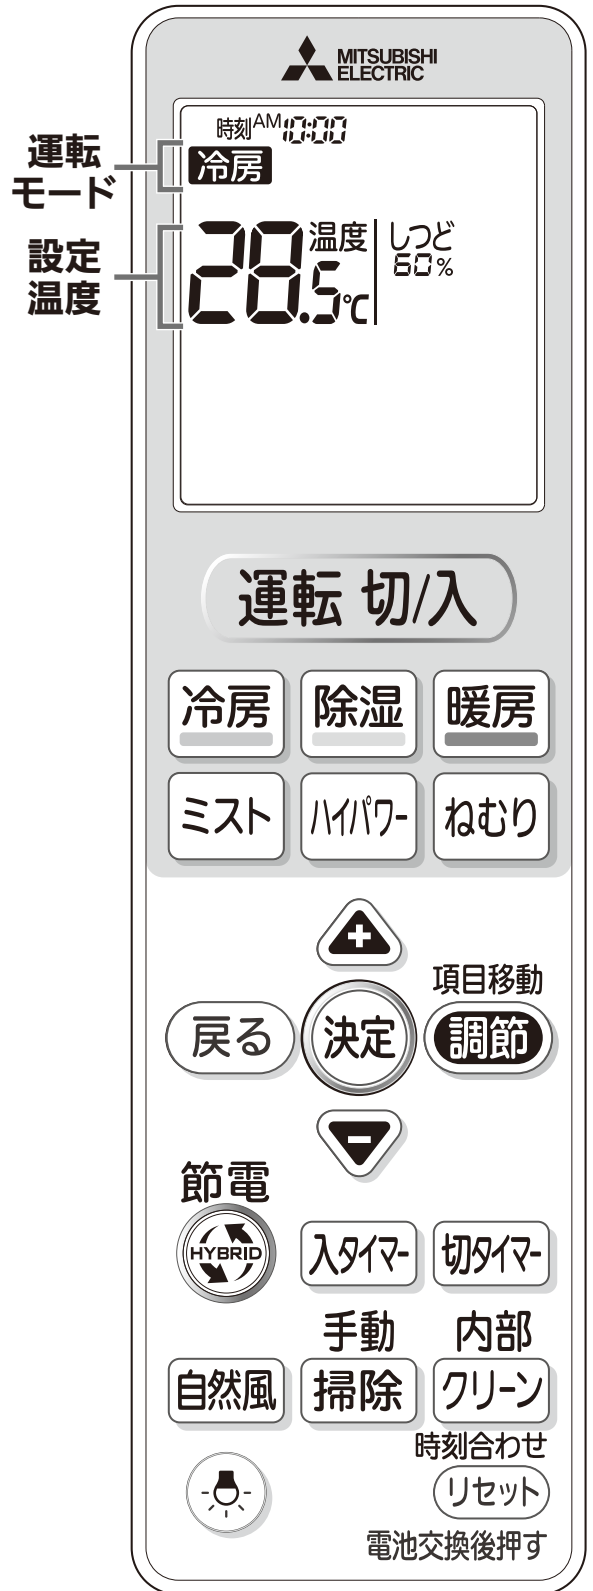 MITSUBISHI
ELECTRIC
時刻AM10:00
運転
モード
冷房
設定
温度
28.5℃
温度
しつど
60%
運転 切/入
冷房 除湿 暖房
ミスト ハイパワー ねむり
+
項目移動
戻る 決定 調節
-
節電
HYBRID 入タイマー 切タイマー
手動 内部
自然風 掃除 クリーン
時刻合わせ
リセット
電池交換後押す